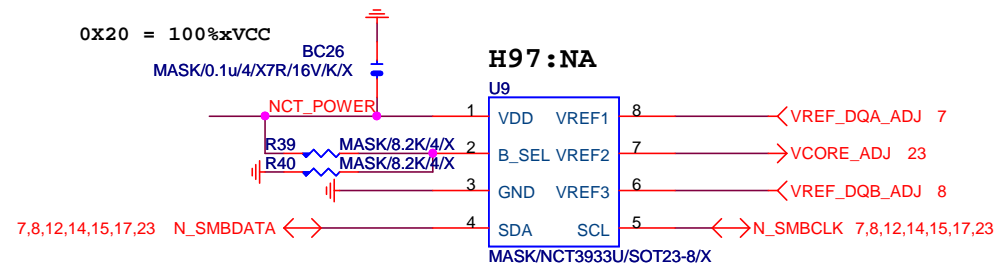 0X20 = 100%xVCC
BC26
MASK/0.1u/4/X7R/16V/K/X
H97:NA
U9
NCT_POWER
1 VDD VREF1 8 VREF_DQA_ADJ 7
R39 MASK/8.2K/4/X
2 B_SEL VREF2 7 VCORE_ADJ 23
R40 MASK/8.2K/4/X
3 GND VREF3 6 VREF_DQB_ADJ 8
7,8,12,14,15,17,23 N_SMBDATA 4 SDA SCL 5 N_SMBCLK 7,8,12,14,15,17,23
MASK/NCT3933U/SOT23-8/X